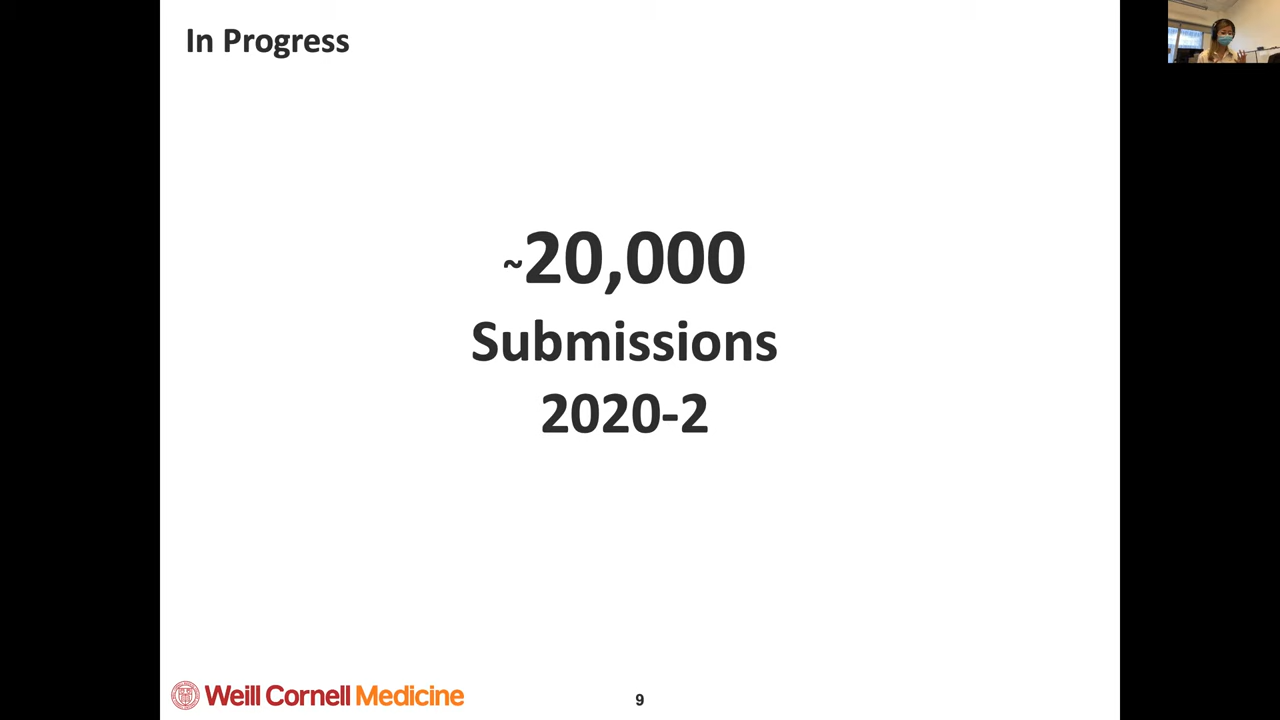 In Progress
~20,000
Submissions
2020-2
Weill Cornell Medicine
9